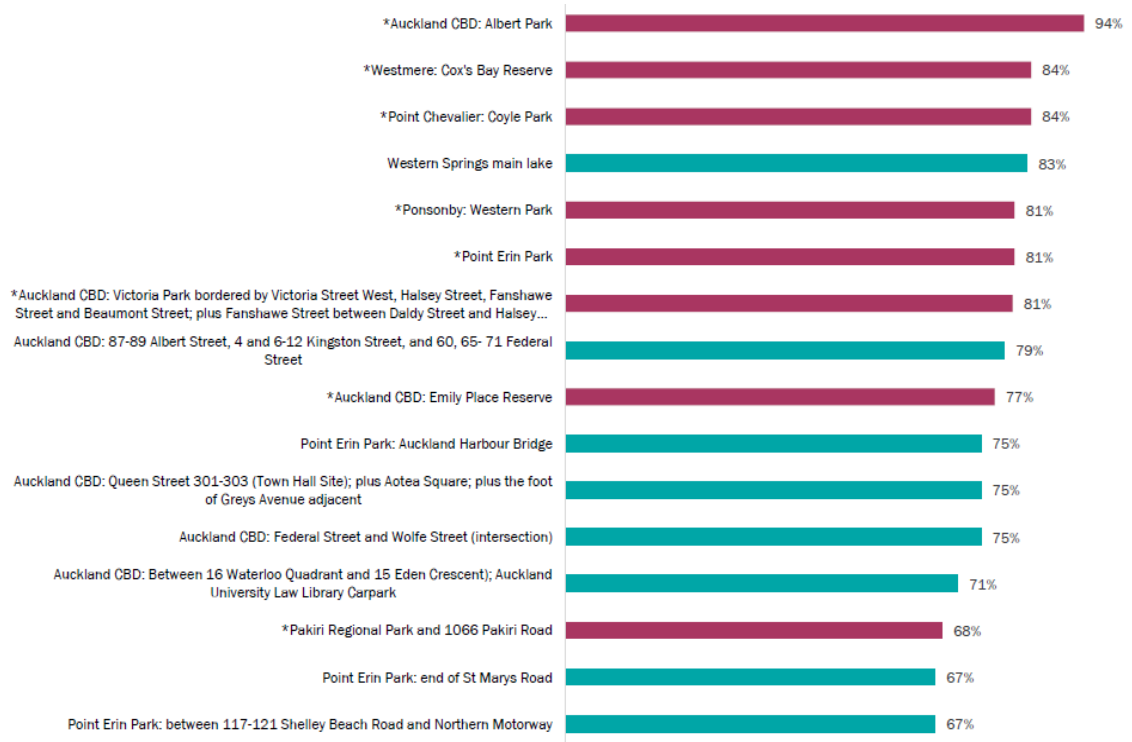 *Auckland CBD: Albert Park
94%
*Westmere: Cox's Bay Reserve
84%
*Point Chevalier: Coyle Park
84%
Western Springs main lake
83%
*Ponsonby: Western Park
81%
*Point Erin Park
81%
*Auckland CBD: Victoria Park bordered by Victoria Street West, Halsey Street, Fanshawe
Street and Beaumont Street; plus Fanshawe Street between Daldy Street and Halsey...
81%
Auckland CBD: 87-89 Albert Street, 4 and 6-12 Kingston Street, and 60, 65- 71 Federal
Street
79%
*Auckland CBD: Emily Place Reserve
77%
Point Erin Park: Auckland Harbour Bridge
75%
Auckland CBD: Queen Street 301-303 (Town Hall Site); plus Aotea Square; plus the foot
of Greys Avenue adjacent
75%
Auckland CBD: Federal Street and Wolfe Street (intersection)
75%
Auckland CBD: Between 16 Waterloo Quadrant and 15 Eden Crescent); Auckland
University Law Library Carpark
71%
*Pakiri Regional Park and 1066 Pakiri Road
68%
Point Erin Park: end of St Marys Road
67%
Point Erin Park: between 117-121 Shelley Beach Road and Northern Motorway
67%